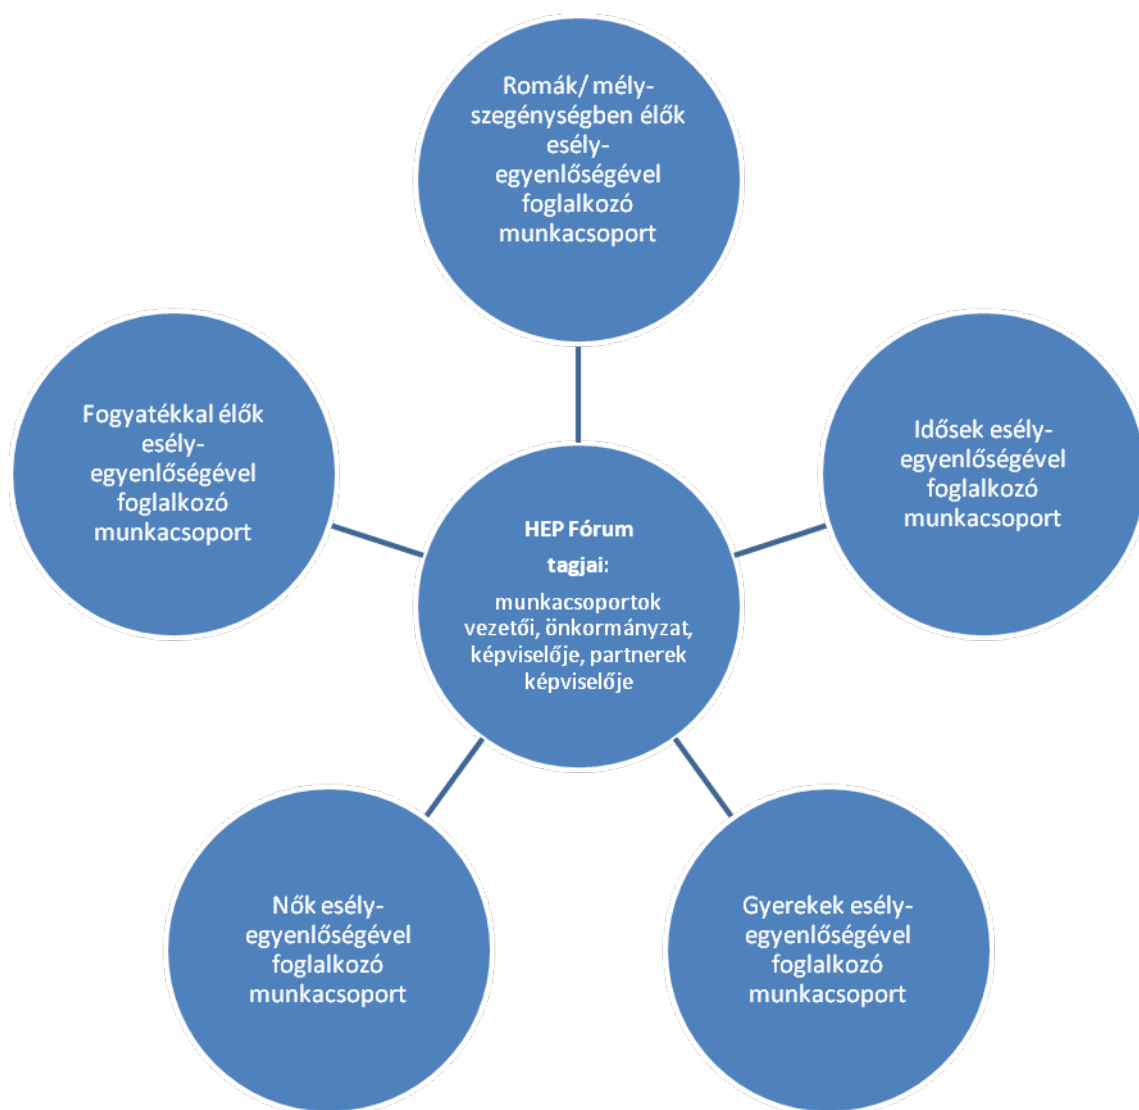 Romák/ mély-
szegénységben élők
esély-
egyenlőségével
foglalkozó
munkacsoport
Fogyatékkal élők
esély-
egyenlőségével
foglalkozó
munkacsoport
Idősek esély-
egyenlőségével
foglalkozó
munkacsoport
HEP Fórum
tagjai:
munkacsoportok
vezetői, önkormányzat,
képviselője, partnerek
képviselője
Nők esély-
egyenlőségével
foglalkozó
munkacsoport
Gyerekek esély-
egyenlőségével
foglalkozó
munkacsoport